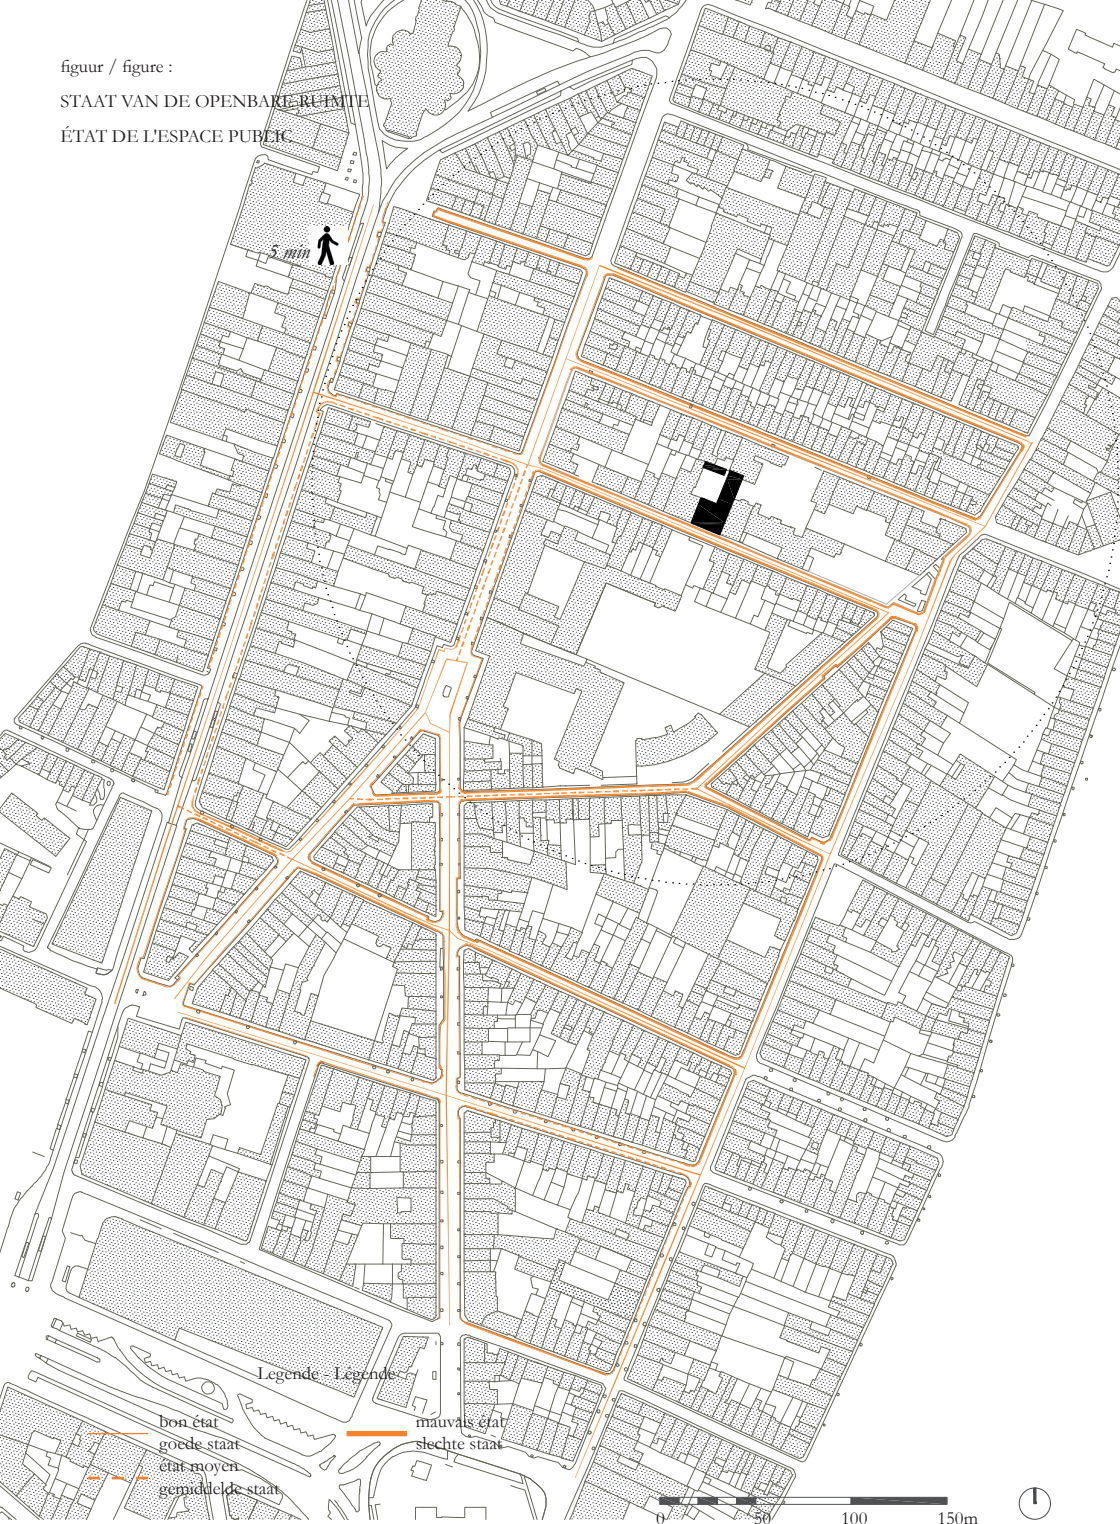 figuur / figure :
STAAT VAN DE OPENBARE RUIMTE
ÉTAT DE L'ESPACE PUBLIC
5 min
Legende - Légende
bon état
goede staat
état moyen
gemiddelde staat
mauvais état
slechte staat
0 50 100 150m